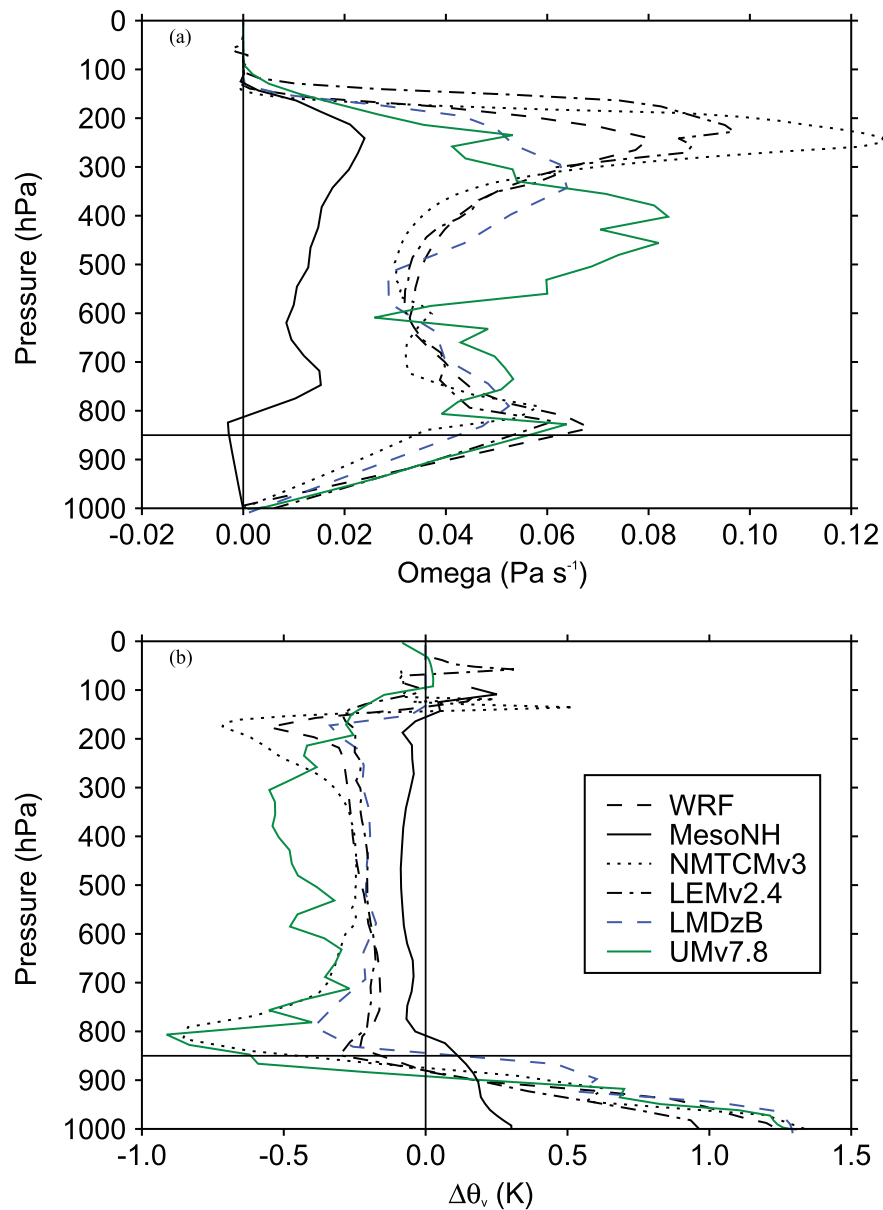 (a)
0
100
200
300
400
500
600
700
800
900
1000
Pressure (hPa)
-0.02 0.00 0.02 0.04 0.06 0.08 0.10 0.12
Omega (Pa s⁻¹)
(b)
0
100
200
300
400
500
600
700
800
900
1000
Pressure (hPa)
WRF
MesoNH
NMTCMv3
LEMv2.4
LMDzB
UMv7.8
-1.0 -0.5 0.0 0.5 1.0 1.5
Δθᵥ (K)